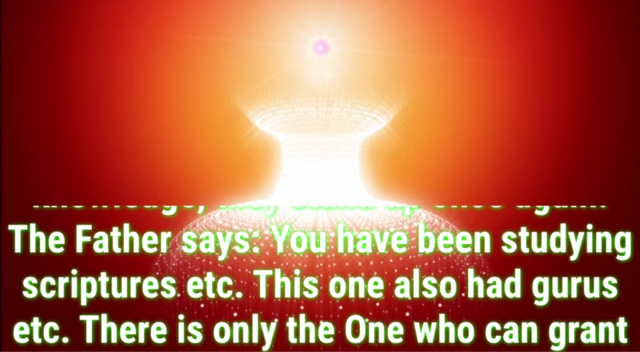 The Father says: You have been studying
scriptures etc. This one also had gurus
etc. There is only the One who can grant